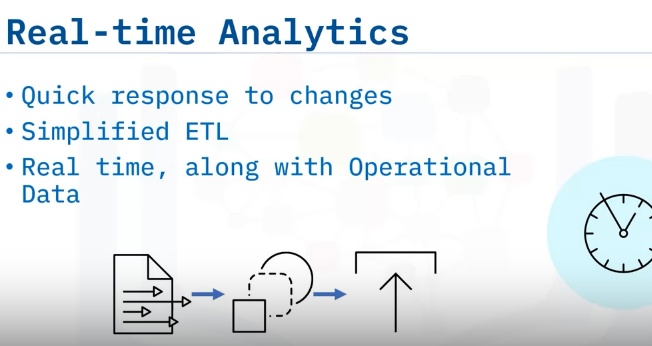 Real-time Analytics
• Quick response to changes
• Simplified ETL
• Real time, along with Operational
Data